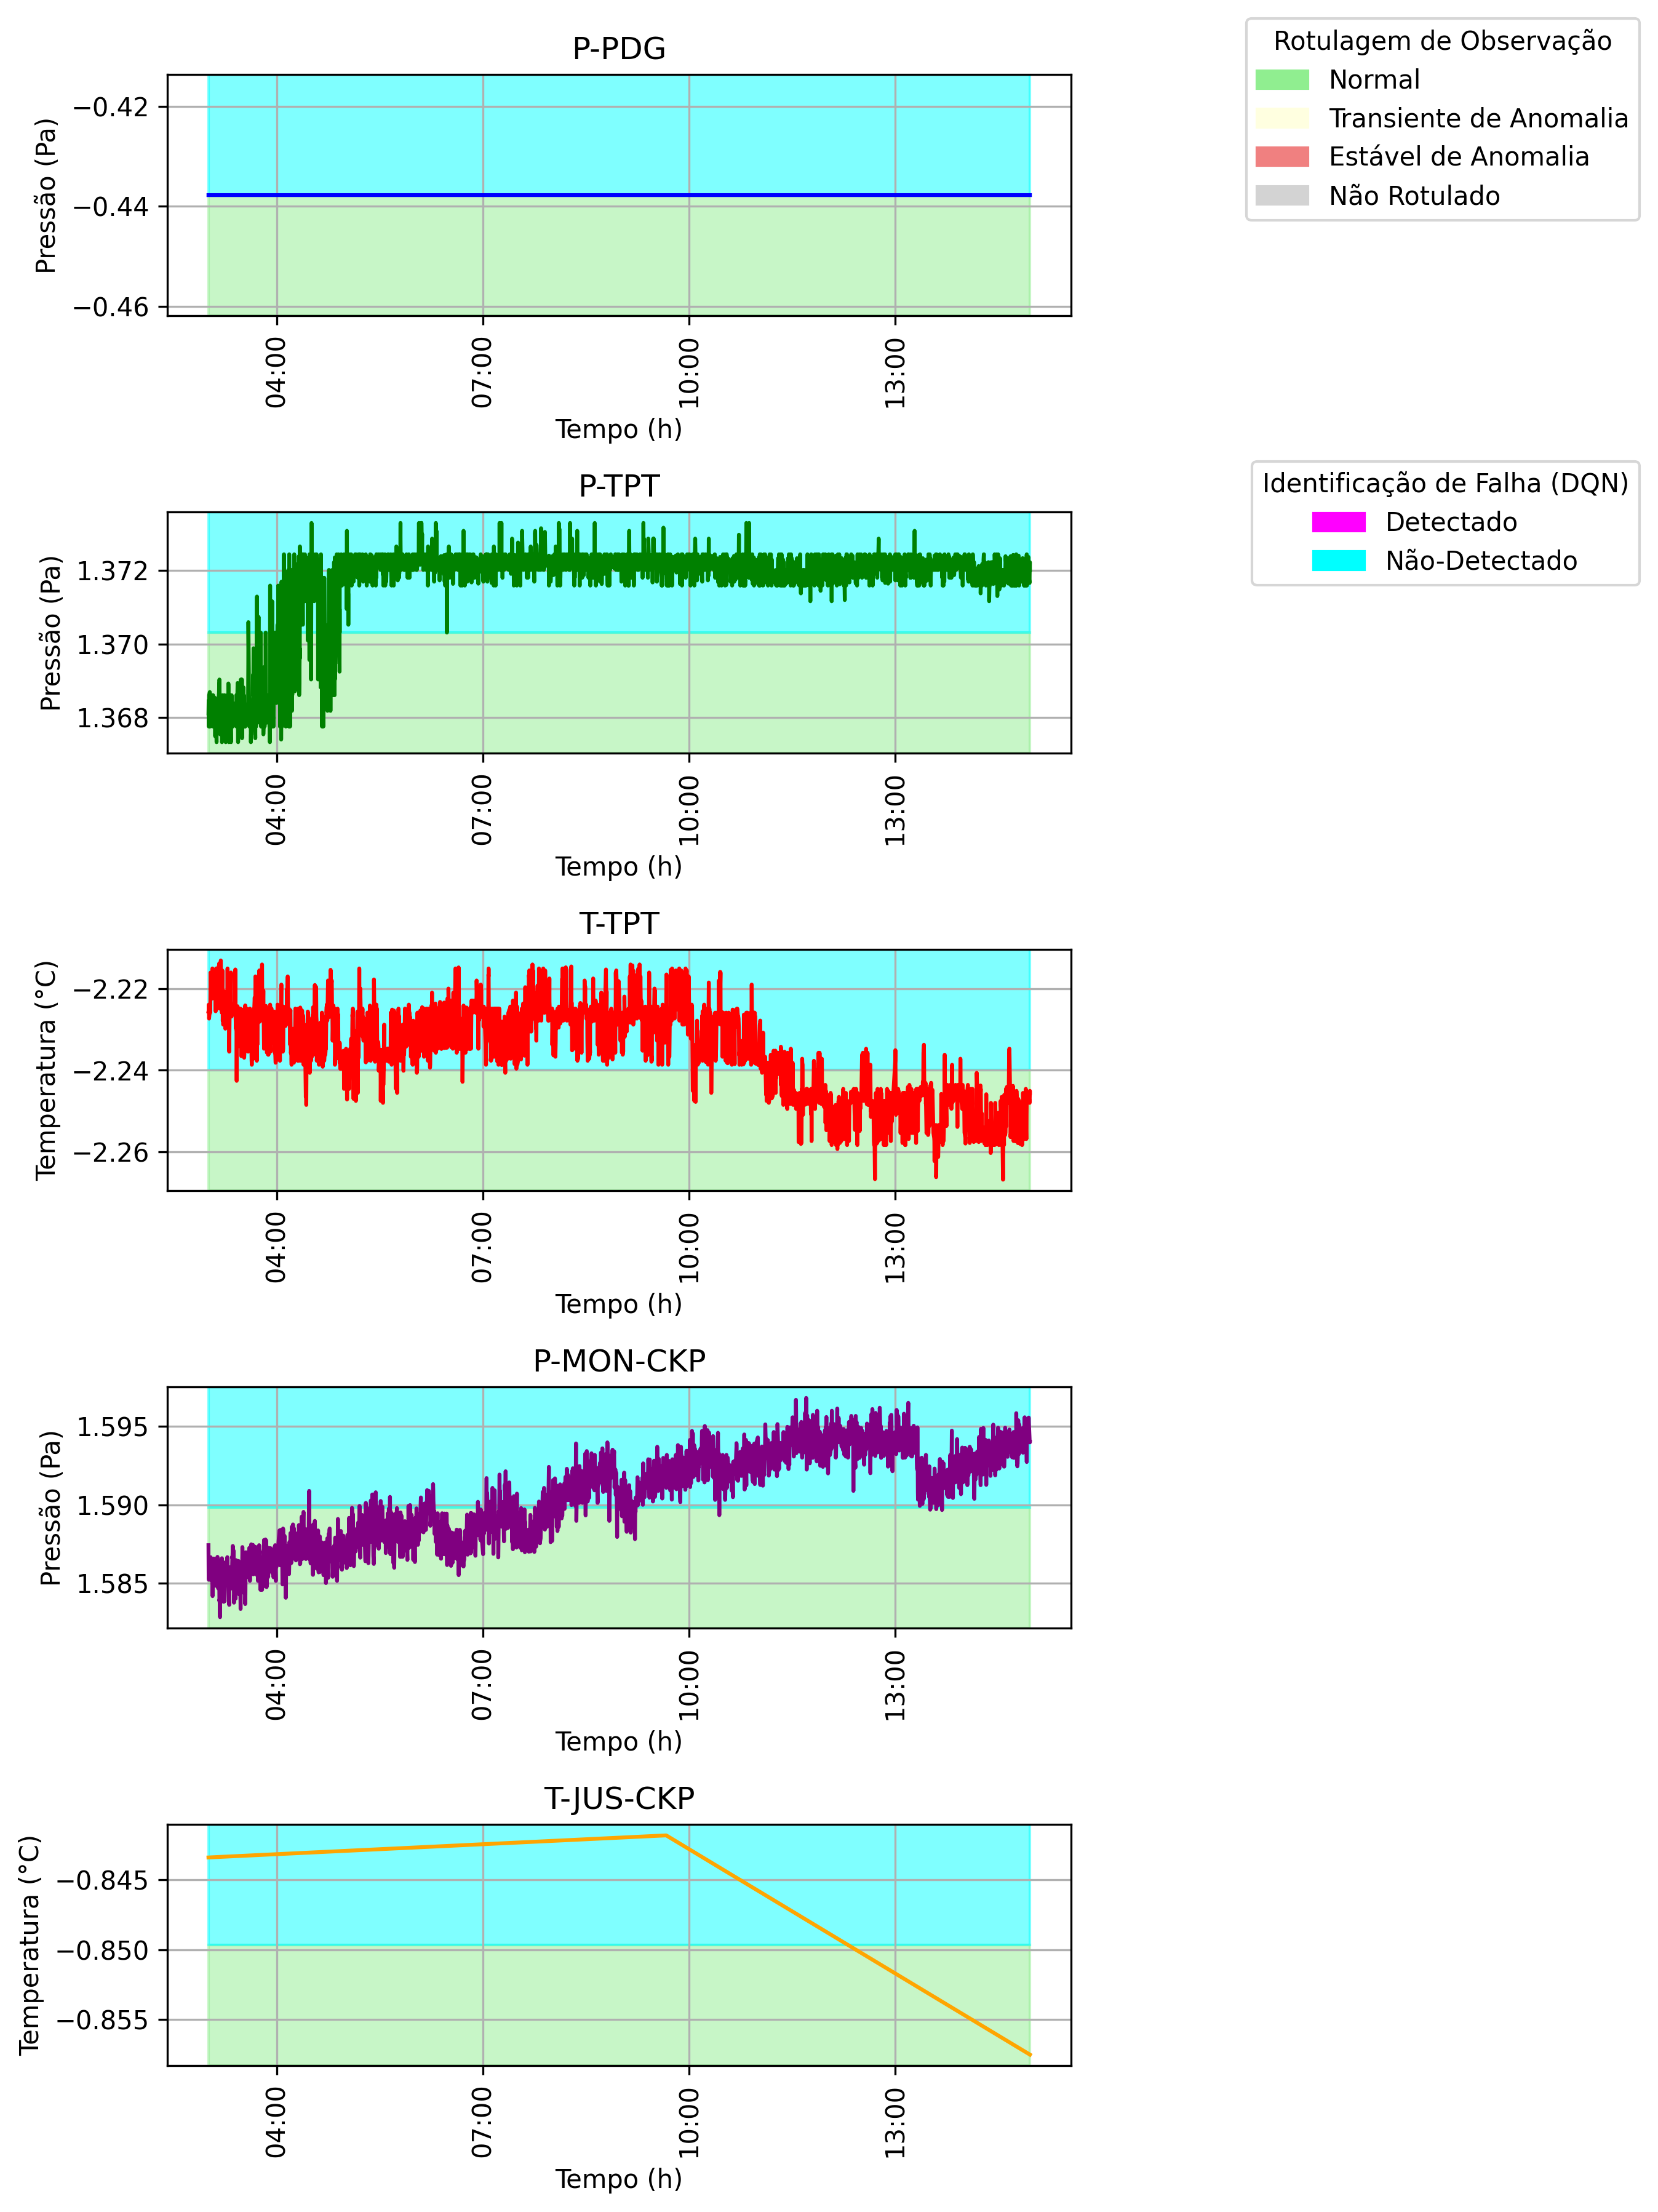 P-PDG
Pressão (Pa)
−0.42
−0.44
−0.46
04:00
07:00
10:00
13:00
Tempo (h)
Rotulagem de Observação
Normal
Transiente de Anomalia
Estável de Anomalia
Não Rotulado
P-TPT
Pressão (Pa)
1.372
1.370
1.368
04:00
07:00
10:00
13:00
Tempo (h)
Identificação de Falha (DQN)
Detectado
Não-Detectado
T-TPT
Temperatura (°C)
−2.22
−2.24
−2.26
04:00
07:00
10:00
13:00
Tempo (h)
P-MON-CKP
Pressão (Pa)
1.595
1.590
1.585
04:00
07:00
10:00
13:00
Tempo (h)
T-JUS-CKP
Temperatura (°C)
−0.845
−0.850
−0.855
04:00
07:00
10:00
13:00
Tempo (h)